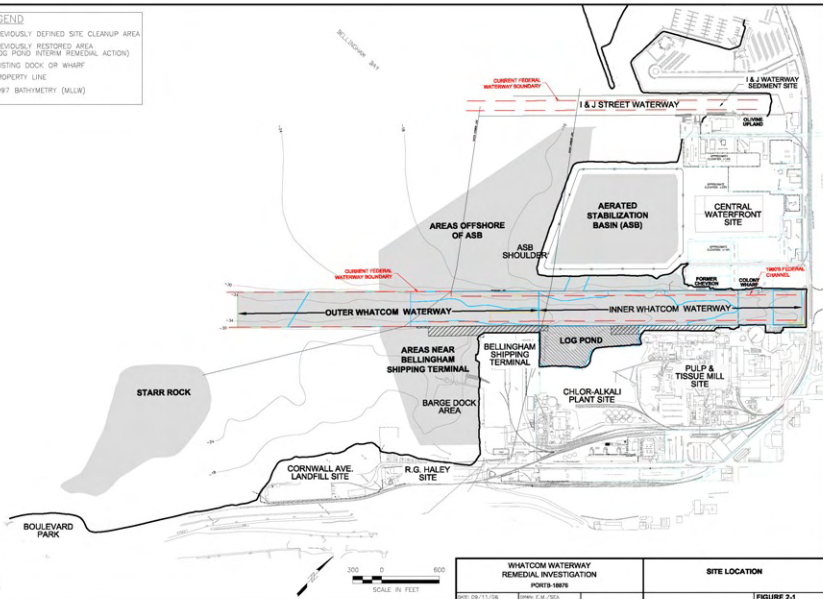 GEND
EVIOUSLY DEFINED SITE CLEANUP AREA
EVIOUSLY RESTORED AREA
OG POND INTERIM REMEDIAL ACTION)
ISTING DOCK OR WHARF
OPERTY LINE
997 BATHYMETRY (MLLW)
BELLINGHAM BAY
CURRENT FEDERAL
WATERWAY BOUNDARY
I & J STREET WATERWAY
I & J WATERWAY
SEDIMENT SITE
OLIVINE
UPLAND
AREAS OFFSHORE
OF ASB
ASB
SHOULDER
AERATED
STABILIZATION
BASIN (ASB)
CENTRAL
WATERFRONT
SITE
CURRENT FEDERAL
WATERWAY BOUNDARY
FORMER
CHEVRON
COLONY
WHARF
1960'S FEDERAL
CHANNEL
OUTER WHATCOM WATERWAY
INNER WHATCOM WATERWAY
AREAS NEAR
BELLINGHAM
SHIPPING TERMINAL
BELLINGHAM
SHIPPING
TERMINAL
LOG POND
PULP &
TISSUE MILL
SITE
STARR ROCK
BARGE DOCK
AREA
CHLOR-ALKALI
PLANT SITE
CORNWALL AVE.
LANDFILL SITE
R.G. HALEY
SITE
BOULEVARD
PARK
300 0 600
SCALE IN FEET
WHATCOM WATERWAY
REMEDIAL INVESTIGATION
PORTB-18876
SITE LOCATION
FIGURE 2-1